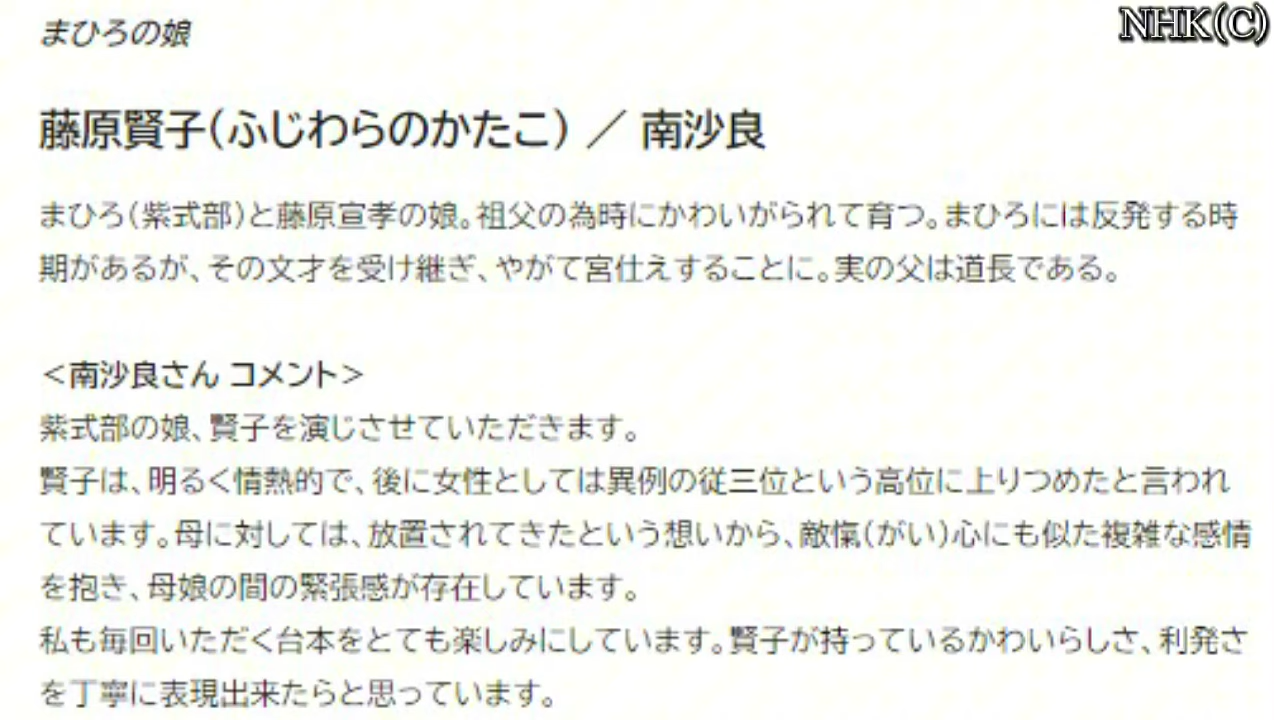 まひろの娘
NHK(C)
藤原賢子(ふじわらのかたこ) ／ 南沙良
まひろ(紫式部)と藤原宣孝の娘。祖父の為時にかわいがられて育つ。まひろには反発する時
期があるが、その文才を受け継ぎ、やがて宮仕えすることに。実の父は道長である。
＜南沙良さん コメント＞
紫式部の娘、賢子を演じさせていただきます。
賢子は、明るく情熱的で、後に女性としては異例の従三位という高位に上りつめたと言われ
ています。母に対しては、放置されてきたという想いから、敵愾(がい)心にも似た複雑な感情
を抱き、母娘の間の緊張感が存在しています。
私も毎回いただく台本をとても楽しみにしています。賢子が持っているかわいらしさ、利発さ
を丁寧に表現出来たらと思っています。